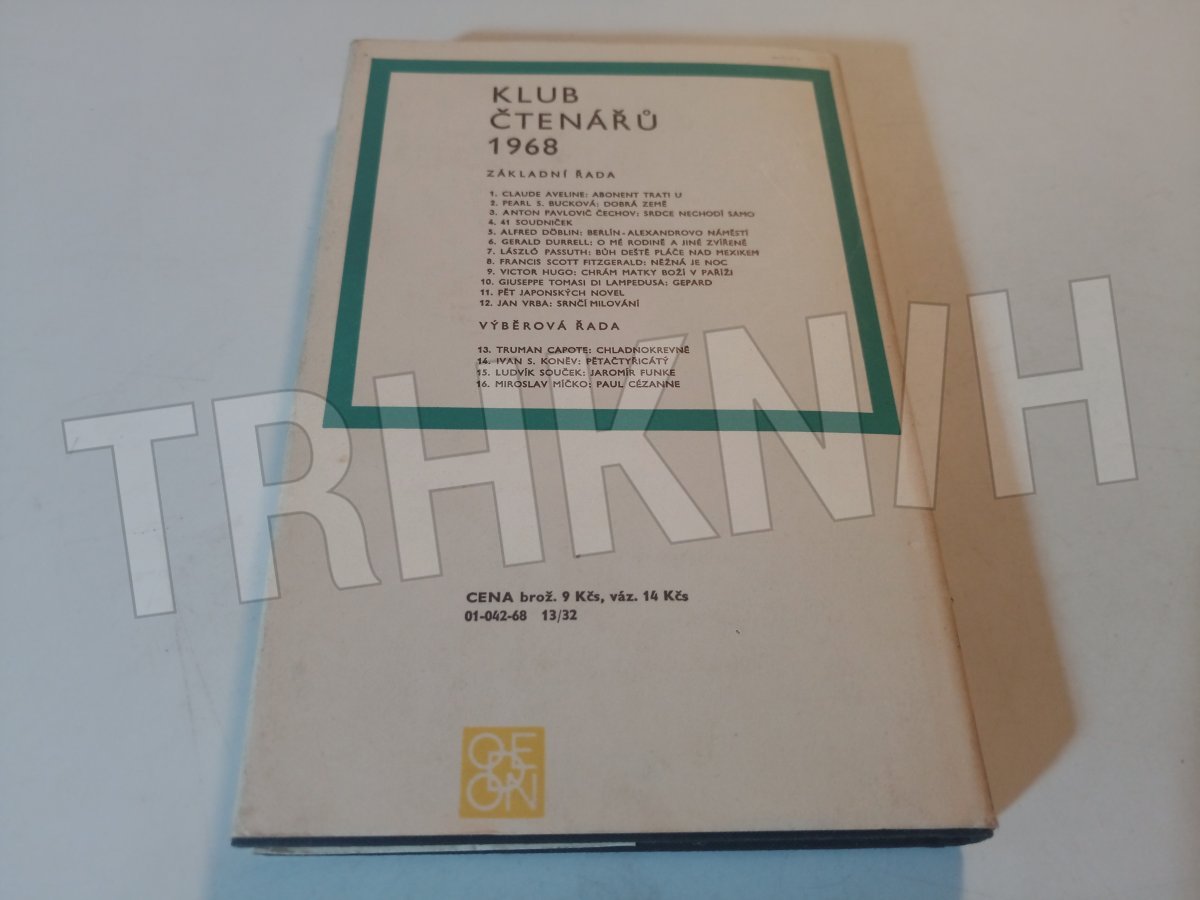 KLUB
ČTENÁŘŮ
1968
ZÁKLADNÍ ŘADA
1. CLAUDE AVELINE: ABONENT TRATI U
2. PEARL S. BUCKOVÁ: DOBRÁ ZEMĚ
3. ANTON PAVLOVIČ ČECHOV: SRDCE NECHODÍ SAMO
4. 41 SOUDNIČEK
5. ALFRED DÖBLIN: BERLÍN-ALEXANDROVO NÁMĚSTÍ
6. GERALD DURRELL: O MÉ RODINĚ A JINÉ ZVÍŘENĚ
7. LÁSZLÓ PASSUTH: BŮH DEŠTĚ PLÁČE NAD MEXIKEM
8. FRANCIS SCOTT FITZGERALD: NĚŽNÁ JE NOC
9. VICTOR HUGO: CHRÁM MATKY BOŽÍ V PAŘÍŽI
10. GIUSEPPE TOMASI DI LAMPEDUSA: GEPARD
11. PĚT JAPONSKÝCH NOVEL
12. JAN VRBA: SRNČÍ MILOVÁNÍ
VÝBĚROVÁ ŘADA
13. TRUMAN CAPOTE: CHLADNOKREVNĚ
14. IVAN S. KONĚV: PĚTAČTYŘICÁTÝ
15. LUDVÍK SOUČEK: JAROMÍR FUNKE
16. MIROSLAV MÍČKO: PAUL CÉZANNE
TRHKNIH
CENA brož. 9 Kčs, váz. 14 Kčs
01-042-68 13/32
ODEON